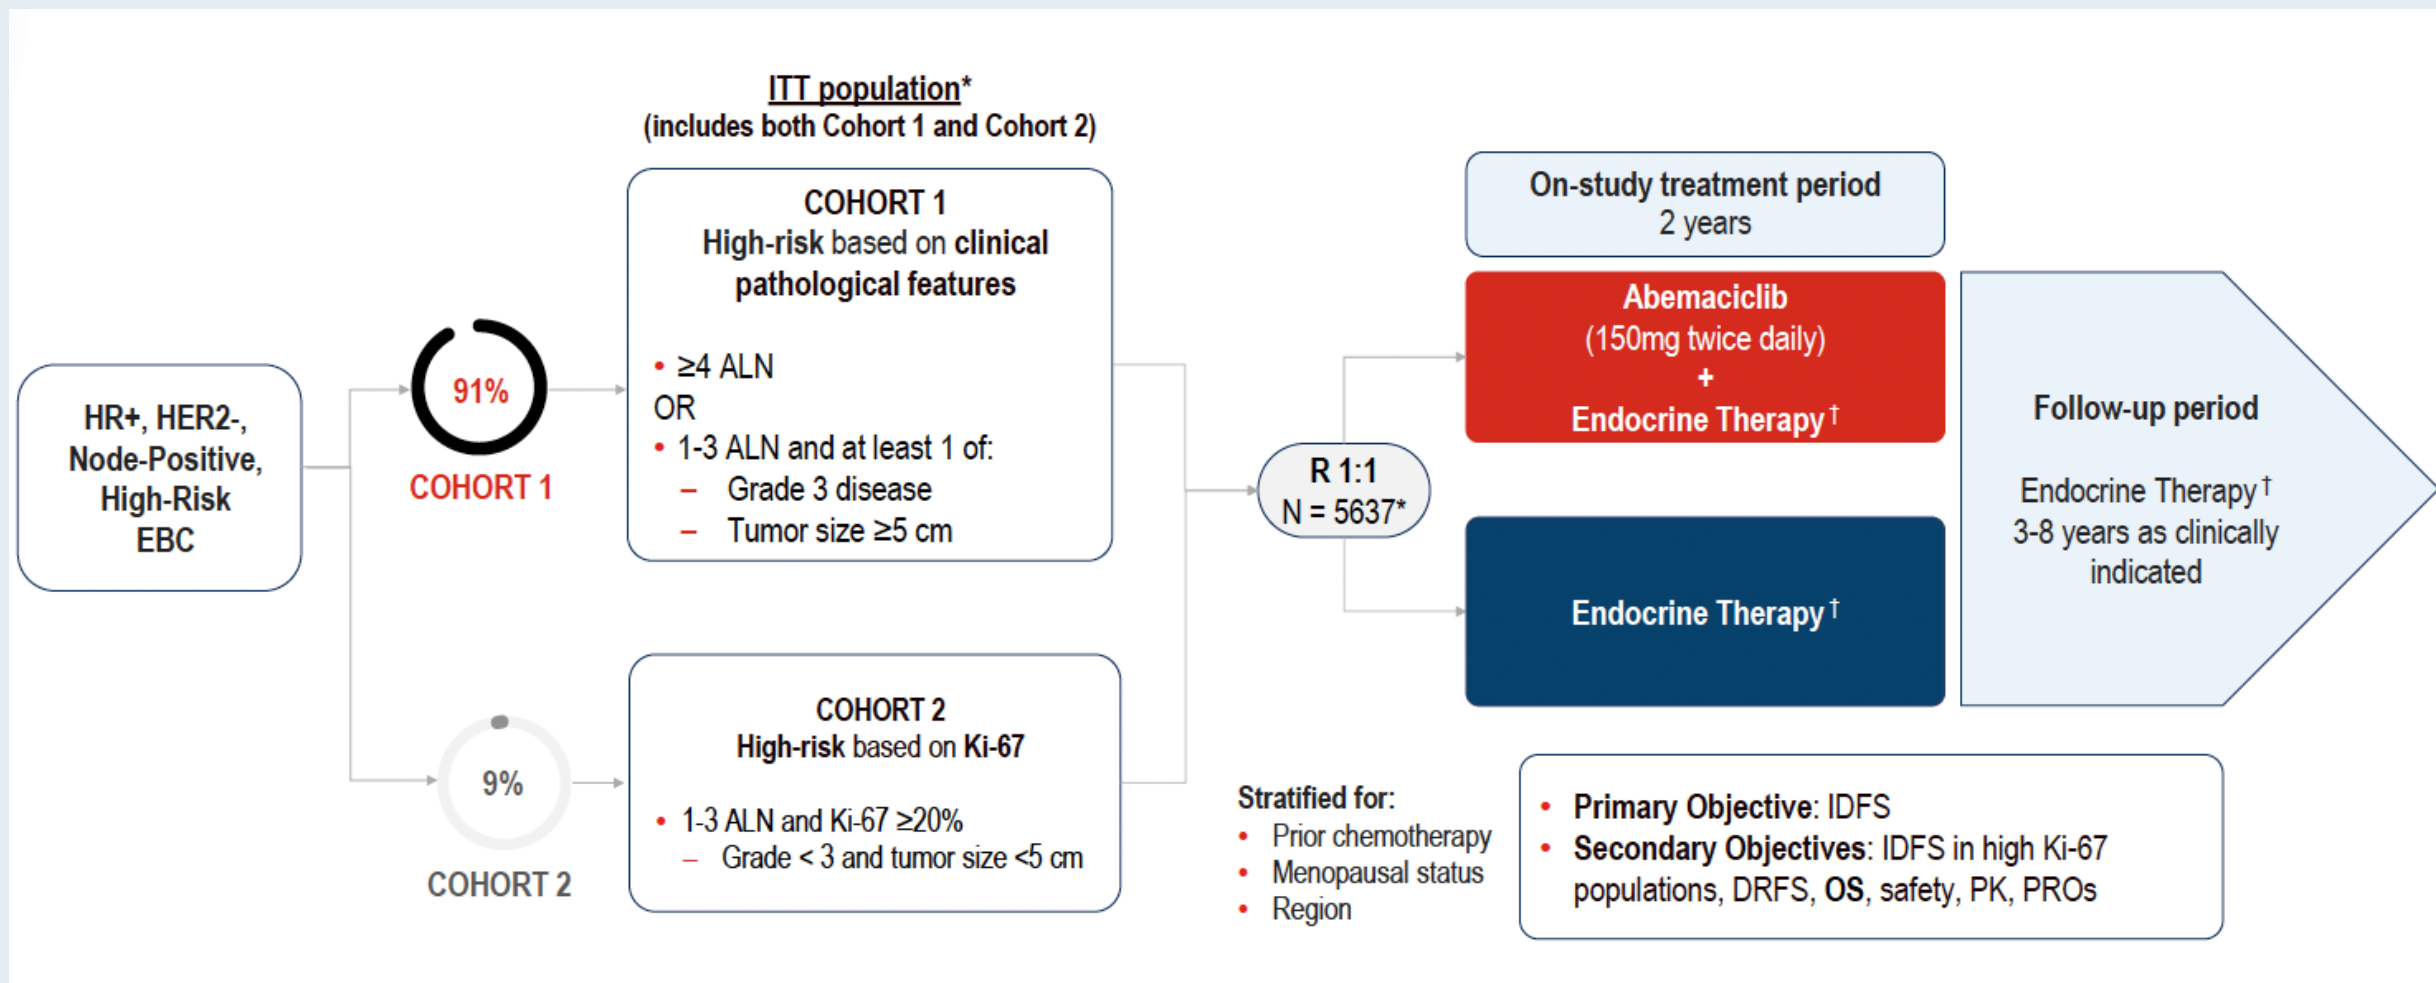 ITT population*
(includes both Cohort 1 and Cohort 2)
HR+, HER2-,
Node-Positive,
High-Risk
EBC
91%
COHORT 1
9%
COHORT 2
COHORT 1
High-risk based on clinical
pathological features
• ≥4 ALN
OR
• 1-3 ALN and at least 1 of:
– Grade 3 disease
– Tumor size ≥5 cm
COHORT 2
High-risk based on Ki-67
• 1-3 ALN and Ki-67 ≥20%
– Grade < 3 and tumor size <5 cm
R 1:1
N = 5637*
Stratified for:
• Prior chemotherapy
• Menopausal status
• Region
On-study treatment period
2 years
Abemaciclib
(150mg twice daily)
+
Endocrine Therapy†
Endocrine Therapy†
Follow-up period
Endocrine Therapy†
3-8 years as clinically
indicated
• Primary Objective: IDFS
• Secondary Objectives: IDFS in high Ki-67
populations, DRFS, OS, safety, PK, PROs